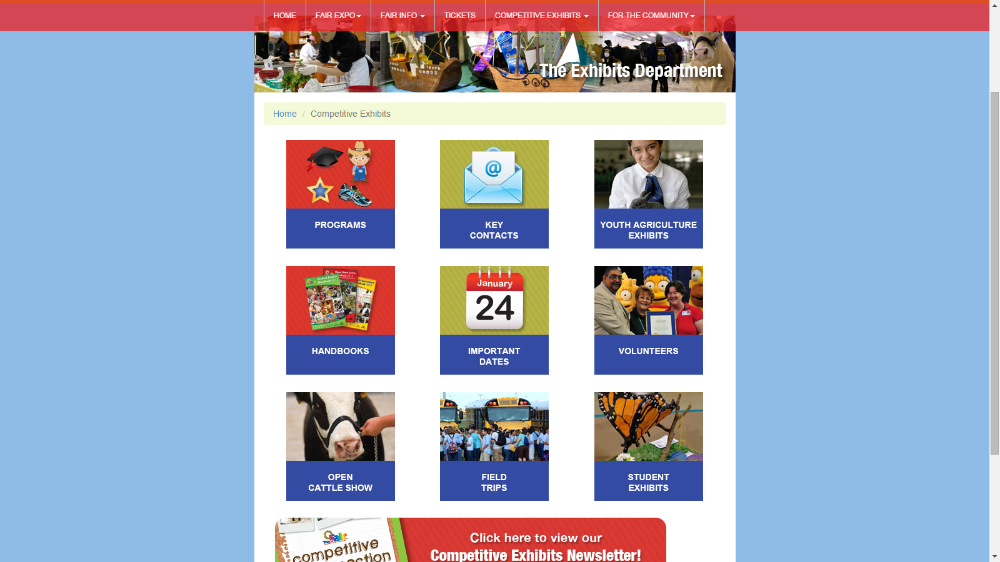 HOME FAIR EXPO FAIR INFO TICKETS COMPETITIVE EXHIBITS FOR THE COMMUNITY
The Exhibits Department
Home / Competitive Exhibits
PROGRAMS
KEY
CONTACTS
YOUTH AGRICULTURE
EXHIBITS
January
24
HANDBOOKS
IMPORTANT
DATES
VOLUNTEERS
OPEN
CATTLE SHOW
FIELD
TRIPS
STUDENT
EXHIBITS
The Fair
competitive
Click here to view our
Competitive Exhibits Newsletter!